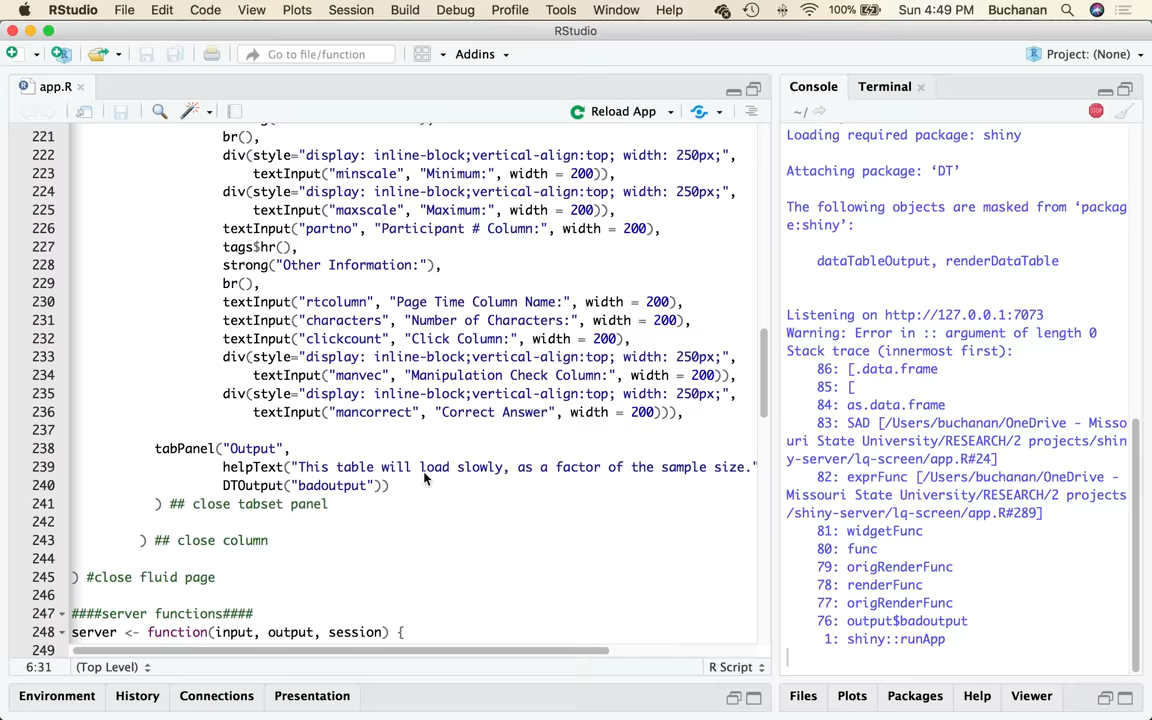 RStudio File Edit Code View Plots Session Build Debug Profile Tools Window Help 100% Sun 4:49 PM Buchanan
RStudio
Go to file/function Addins Project: (None)
app.R
Reload App
221 br(),
222 div(style="display: inline-block;vertical-align:top; width: 250px;",
223 textInput("minscale", "Minimum:", width = 200)),
224 div(style="display: inline-block;vertical-align:top; width: 250px;",
225 textInput("maxscale", "Maximum:", width = 200)),
226 textInput("partno", "Participant # Column:", width = 200),
227 tags$hr(),
228 strong("Other Information:"),
229 br(),
230 textInput("rtcolumn", "Page Time Column Name:", width = 200),
231 textInput("characters", "Number of Characters:", width = 200),
232 textInput("clickcount", "Click Column:", width = 200),
233 div(style="display: inline-block;vertical-align:top; width: 250px;",
234 textInput("manvec", "Manipulation Check Column:", width = 200)),
235 div(style="display: inline-block;vertical-align:top; width: 250px;",
236 textInput("mancorrect", "Correct Answer", width = 200))),
237
238 tabPanel("Output",
239 helpText("This table will load slowly, as a factor of the sample size."
240 DTOutput("badoutput"))
241 ) ## close tabset panel
242
243 ) ## close column
244
245 ) #close fluid page
246
247 ####server functions####
248 server <- function(input, output, session) {
249
6:31 (Top Level) R Script
Environment History Connections Presentation
Console Terminal
~/
Loading required package: shiny
Attaching package: ‘DT’
The following objects are masked from ‘packag
e:shiny’:
dataTableOutput, renderDataTable
Listening on http://127.0.0.1:7073
Warning: Error in :: argument of length 0
Stack trace (innermost first):
86: [.data.frame
85: [
84: as.data.frame
83: SAD [/Users/buchanan/OneDrive - Misso
uri State University/RESEARCH/2 projects/shin
y-server/lq-screen/app.R#24]
82: exprFunc [/Users/buchanan/OneDrive -
Missouri State University/RESEARCH/2 projects
/shiny-server/lq-screen/app.R#289]
81: widgetFunc
80: func
79: origRenderFunc
78: renderFunc
77: origRenderFunc
76: output$badoutput
1: shiny::runApp
Files Plots Packages Help Viewer